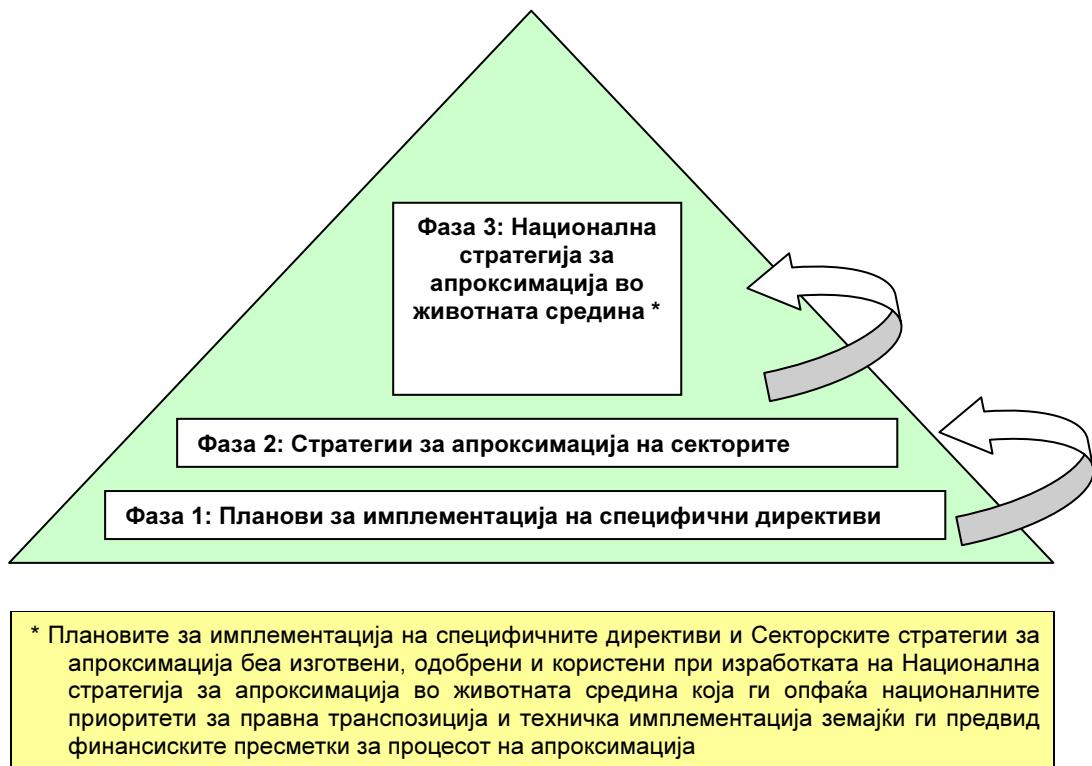 Фаза 3: Национална
стратегија за
апроксимација во
животната средина *
Фаза 2: Стратегии за апроксимација на секторите
Фаза 1: Планови за имплементација на специфични директиви
* Плановите за имплементација на специфичните директиви и Секторските стратегии за
апроксимација беа изготвени, одобрени и користени при изработката на Национална
стратегија за апроксимација во животната средина која ги опфаќа националните
приоритети за правна транспозиција и техничка имплементација земајќи ги предвид
финансиските пресметки за процесот на апроксимација